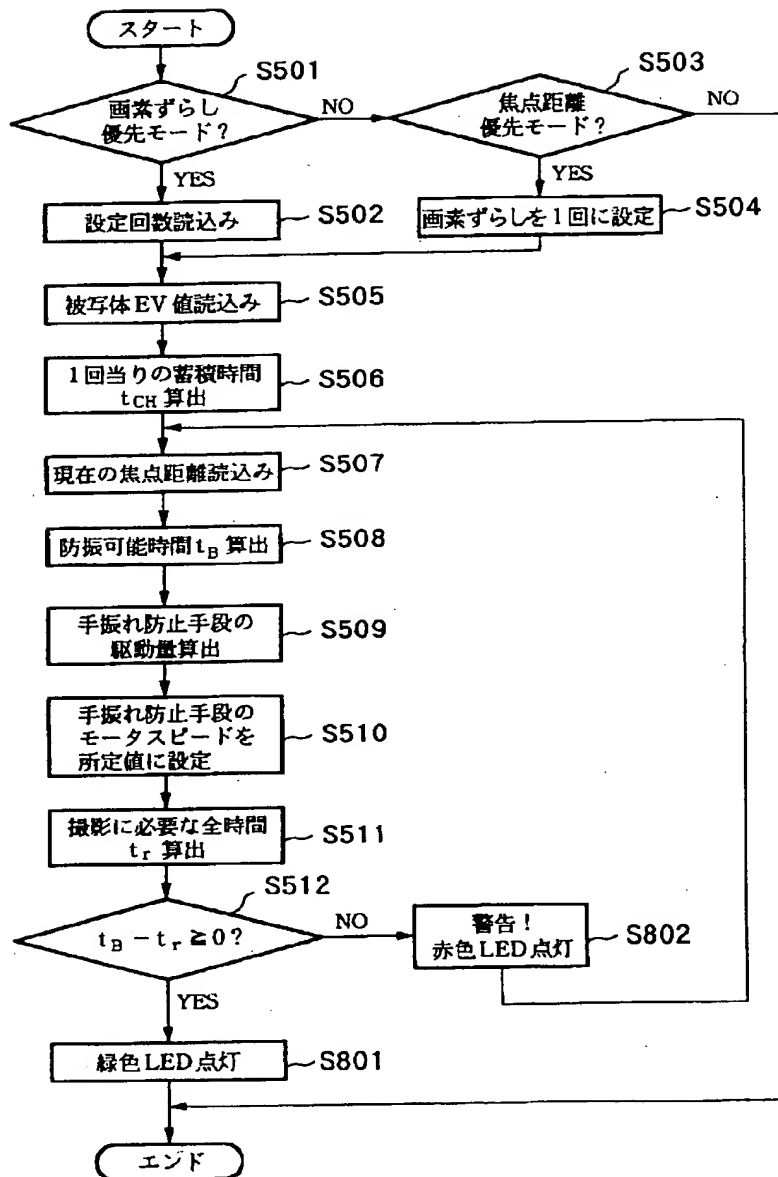 スタート
S501
画素ずらし
優先モード?
NO
YES
S503
焦点距離
優先モード?
NO
YES
設定回数読込み
S502
画素ずらしを1回に設定
S504
被写体EV値読込み
S505
1回当りの蓄積時間
tCH 算出
S506
現在の焦点距離読込み
S507
防振可能時間tB 算出
S508
手振れ防止手段の
駆動量算出
S509
手振れ防止手段の
モータスピードを
所定値に設定
S510
撮影に必要な全時間
tr 算出
S511
S512
tB-tr≧0?
NO
YES
警告!
赤色LED点灯
S802
緑色LED点灯
S801
エンド